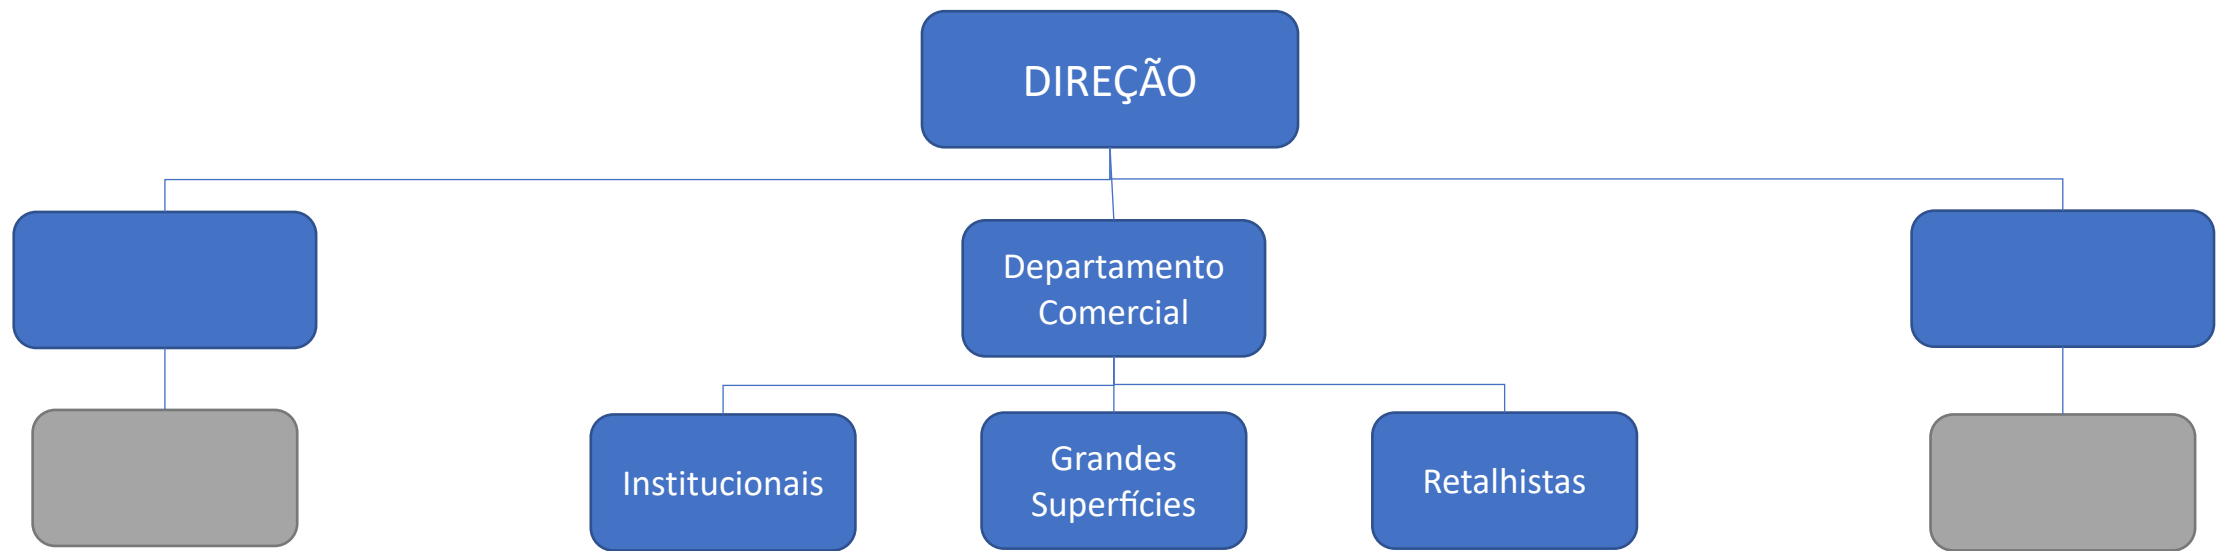 DIREÇÃO
Departamento
Comercial
Institucionais
Grandes
Superfícies
Retalhistas